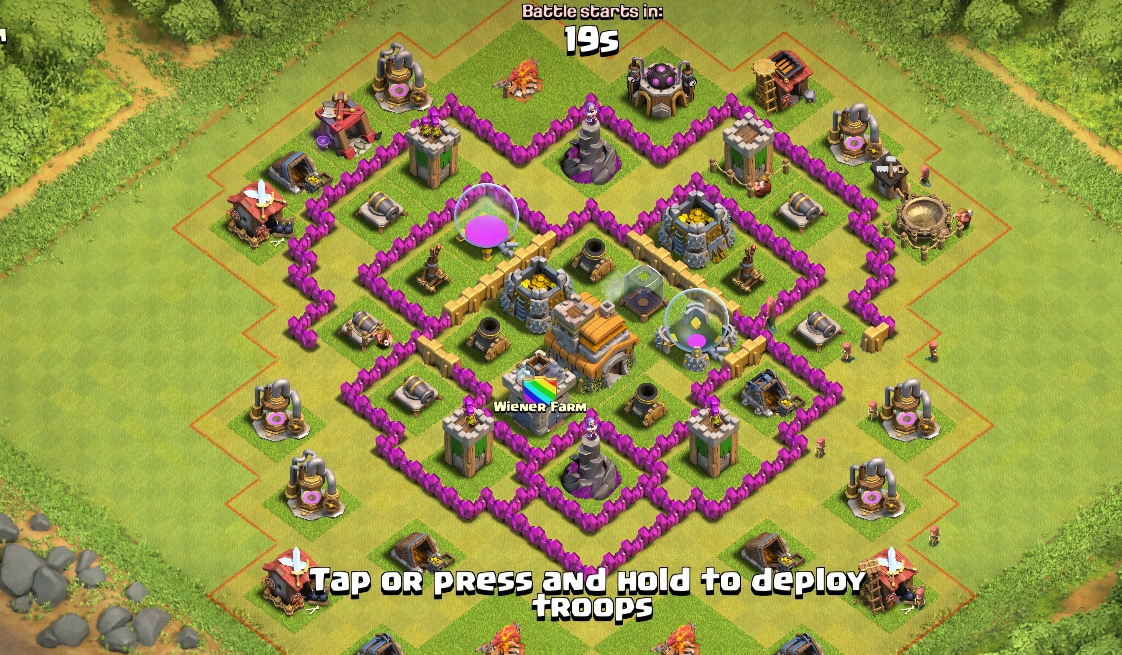 Battle starts in:
19s
Wiener Farm
Tap or press and hold to deploy
troops